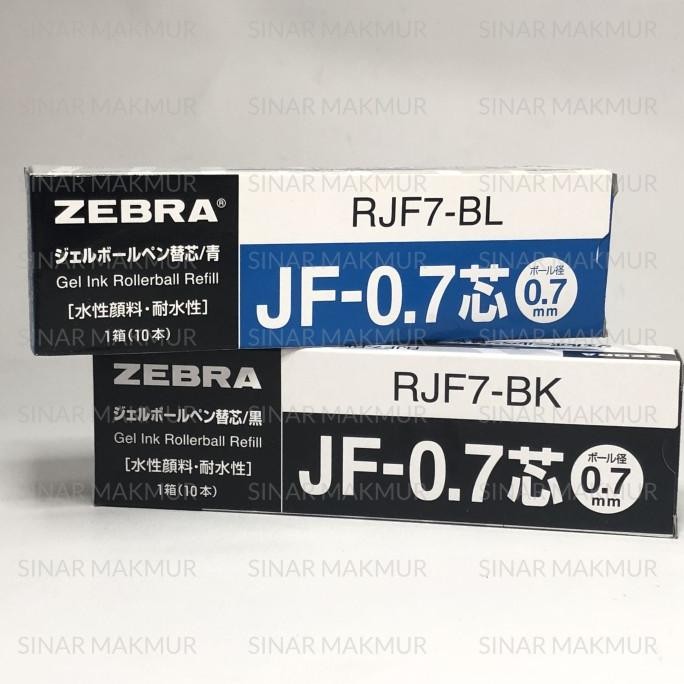 ZEBRA®
ジェルボールペン替芯/青
Gel Ink Rollerball Refill
[水性顔料・耐水性]
1箱(10本)
RJF7-BL
JF-0.7芯
ボール径
0.7
mm
ZEBRA
ジェルボールペン替芯/黒
Gel Ink Rollerball Refill
[水性顔料・耐水性]
1箱(10本)
RJF7-BK
JF-0.7芯
ボール径
0.7
mm
ZEBRA
SINAR MAKMUR